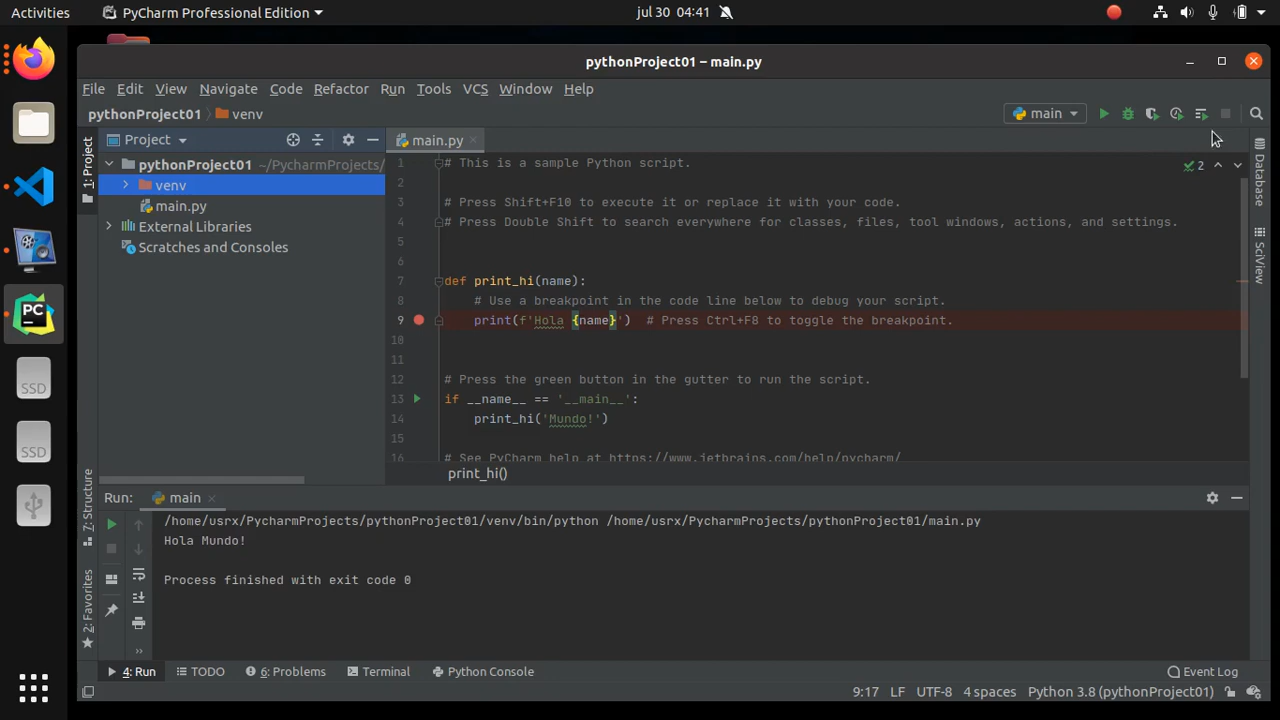 Activities
PyCharm Professional Edition
jul 30 04:41
pythonProject01 – main.py
File Edit View Navigate Code Refactor Run Tools VCS Window Help
pythonProject01 venv
main
Project
main.py
1: Project
pythonProject01 ~/PycharmProjects/
venv
main.py
External Libraries
Scratches and Consoles
2
1 # This is a sample Python script.
2
3 # Press Shift+F10 to execute it or replace it with your code.
4 # Press Double Shift to search everywhere for classes, files, tool windows, actions, and settings.
5
6
7 def print_hi(name):
8 # Use a breakpoint in the code line below to debug your script.
9 print(f'Hola {name}') # Press Ctrl+F8 to toggle the breakpoint.
10
11
12 # Press the green button in the gutter to run the script.
13 if __name__ == '__main__':
14 print_hi('Mundo!')
15
16 # See PyCharm help at https://www.jetbrains.com/help/pycharm/
print_hi()
Database
SciView
PC
SSD
SSD
Z: Structure
2: Favorites
Run: main
/home/usrx/PycharmProjects/pythonProject01/venv/bin/python /home/usrx/PycharmProjects/pythonProject01/main.py
Hola Mundo!
Process finished with exit code 0
4: Run TODO 6: Problems Terminal Python Console Event Log
9:17 LF UTF-8 4 spaces Python 3.8 (pythonProject01)